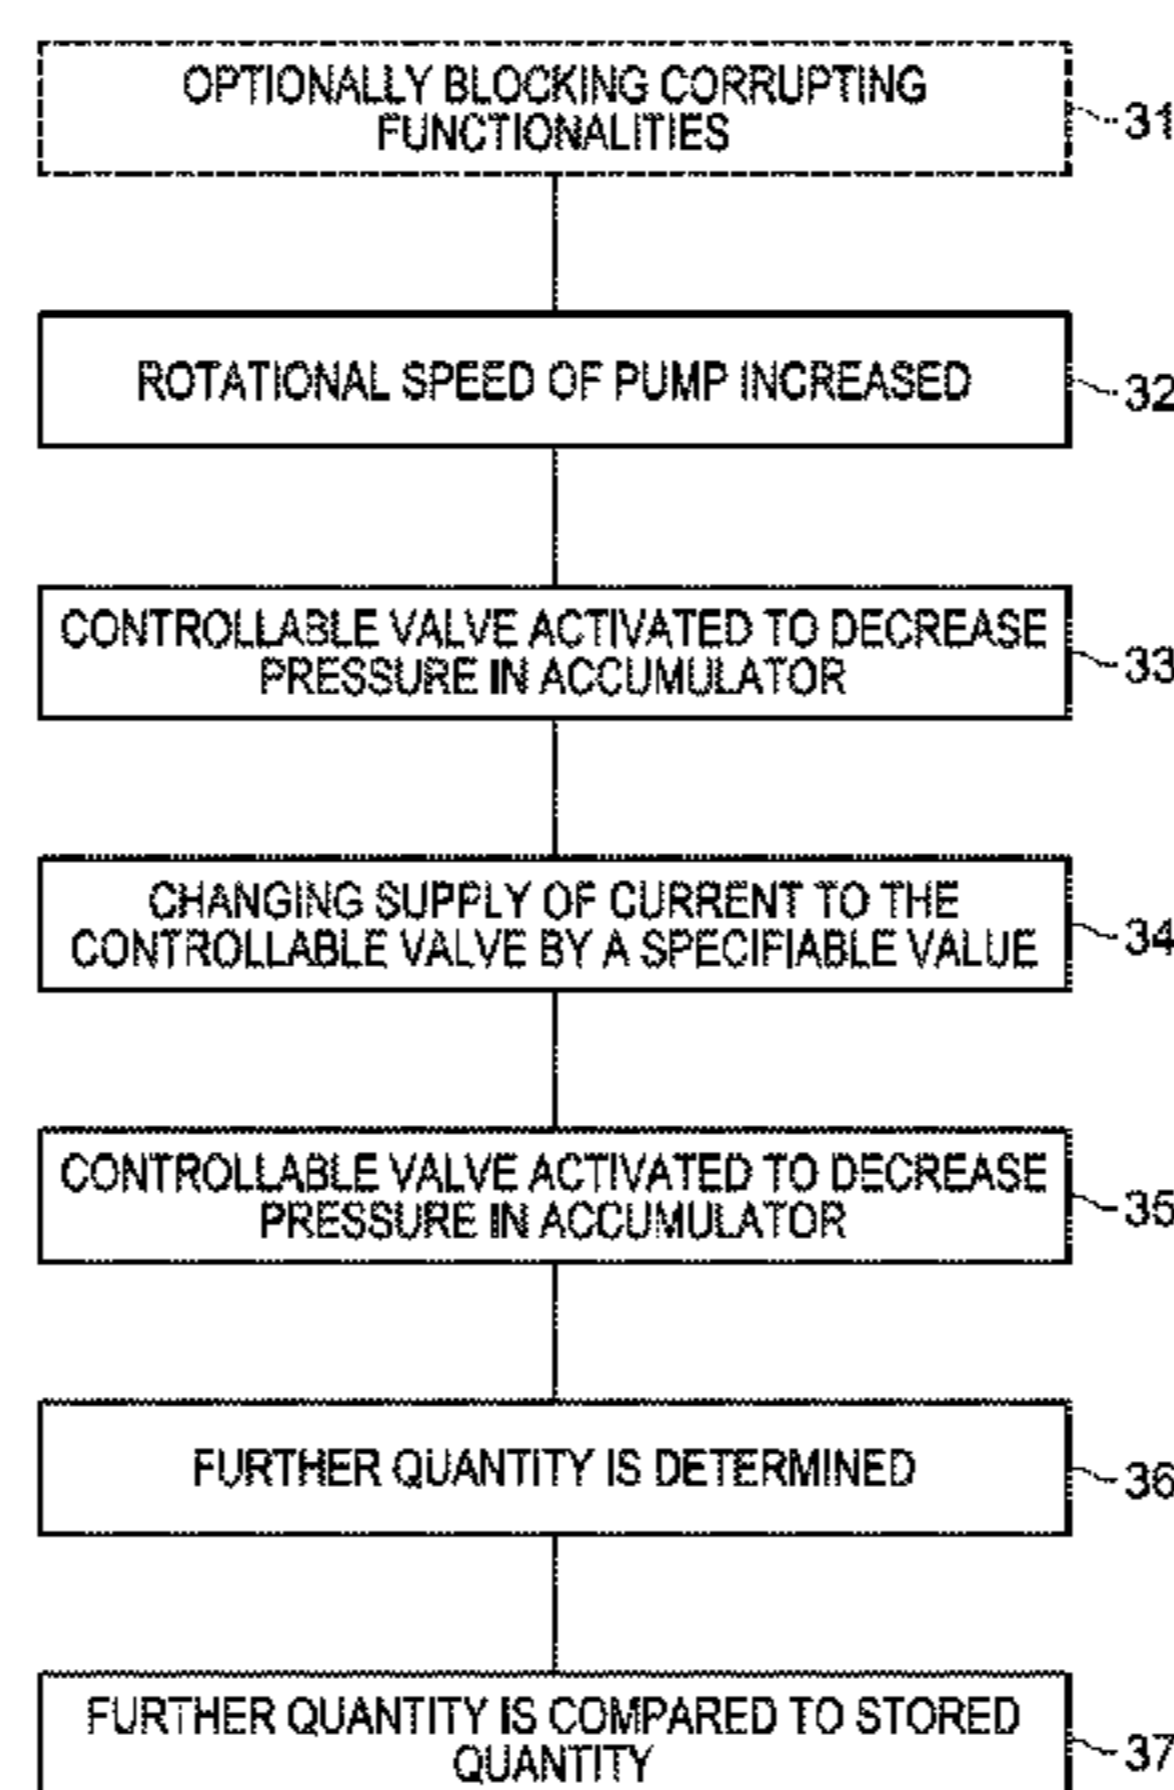 OPTIONALLY BLOCKING CORRUPTING
FUNCTIONALITIES
31
ROTATIONAL SPEED OF PUMP INCREASED
32
CONTROLLABLE VALVE ACTIVATED TO DECREASE
PRESSURE IN ACCUMULATOR
33
CHANGING SUPPLY OF CURRENT TO THE
CONTROLLABLE VALVE BY A SPECIFIABLE VALUE
34
CONTROLLABLE VALVE ACTIVATED TO DECREASE
PRESSURE IN ACCUMULATOR
35
FURTHER QUANTITY IS DETERMINED
36
FURTHER QUANTITY IS COMPARED TO STORED
QUANTITY
37